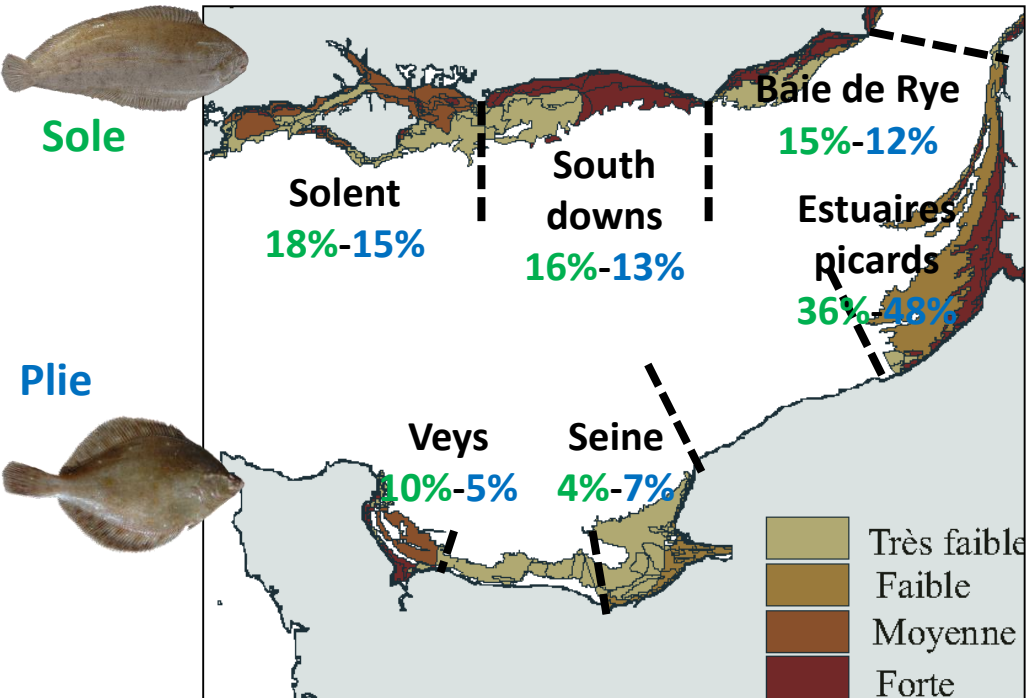 Sole
Baie de Rye
15%-12%
South
downs
16%-13%
Solent
18%-15%
Estuaires
picards
36%-48%
Plie
Veys
10%-5%
Seine
4%-7%
Très faible
Faible
Moyenne
Forte